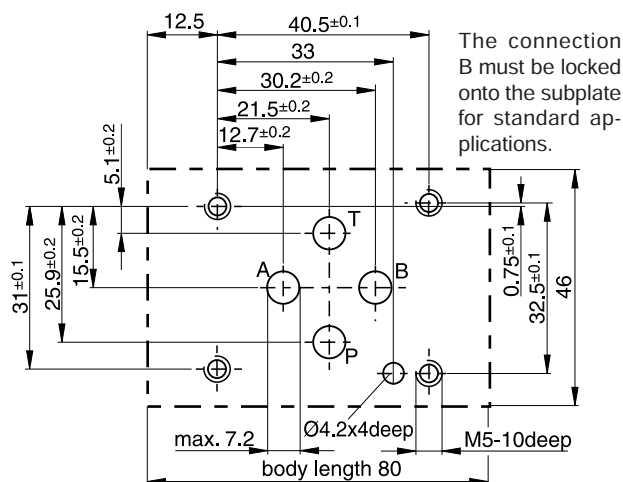 12.5
40.5±0.1
33
30.2±0.2
21.5±0.2
12.7±0.2
The connection
B must be locked
onto the subplate
for standard ap-
plications.
5.1±0.2
31±0.1
25.9±0.2
15.5±0.2
T
A
B
P
0.75±0.1
32.5±0.1
46
max. 7.2
Ø4.2x4deep
M5-10deep
body length 80